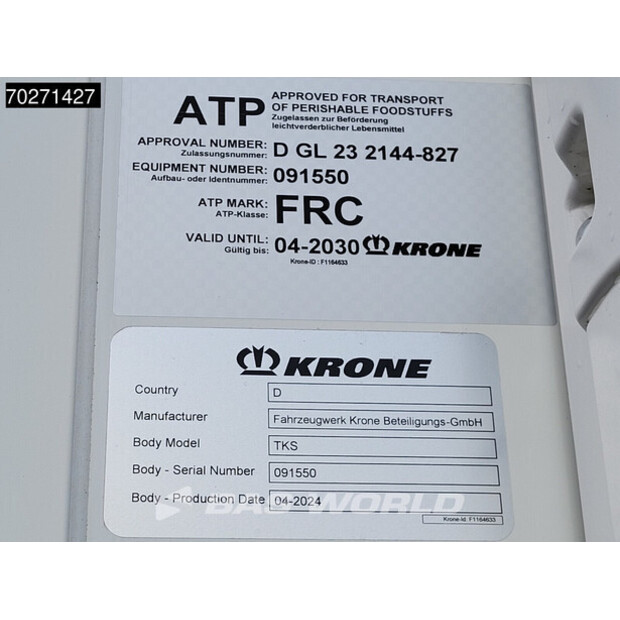 70271427
ATP
APPROVED FOR TRANSPORT
OF PERISHABLE FOODSTUFFS
Zugelassen zur Beförderung
leichtverderblicher Lebensmittel
APPROVAL NUMBER: D GL 23 2144-827
Zulassungsnummer:
EQUIPMENT NUMBER: 091550
Aufbau- oder Identnummer:
ATP MARK: FRC
ATP-Klasse:
VALID UNTIL: 04-2030 KRONE
Gültig bis:
Krone-ID : F1164633
KRONE
Country D
Manufacturer Fahrzeugwerk Krone Beteiligungs-GmbH
Body Model TKS
Body - Serial Number 091550
Body - Production Date 04-2024
BAS WORLD
Krone-Id: F1164633